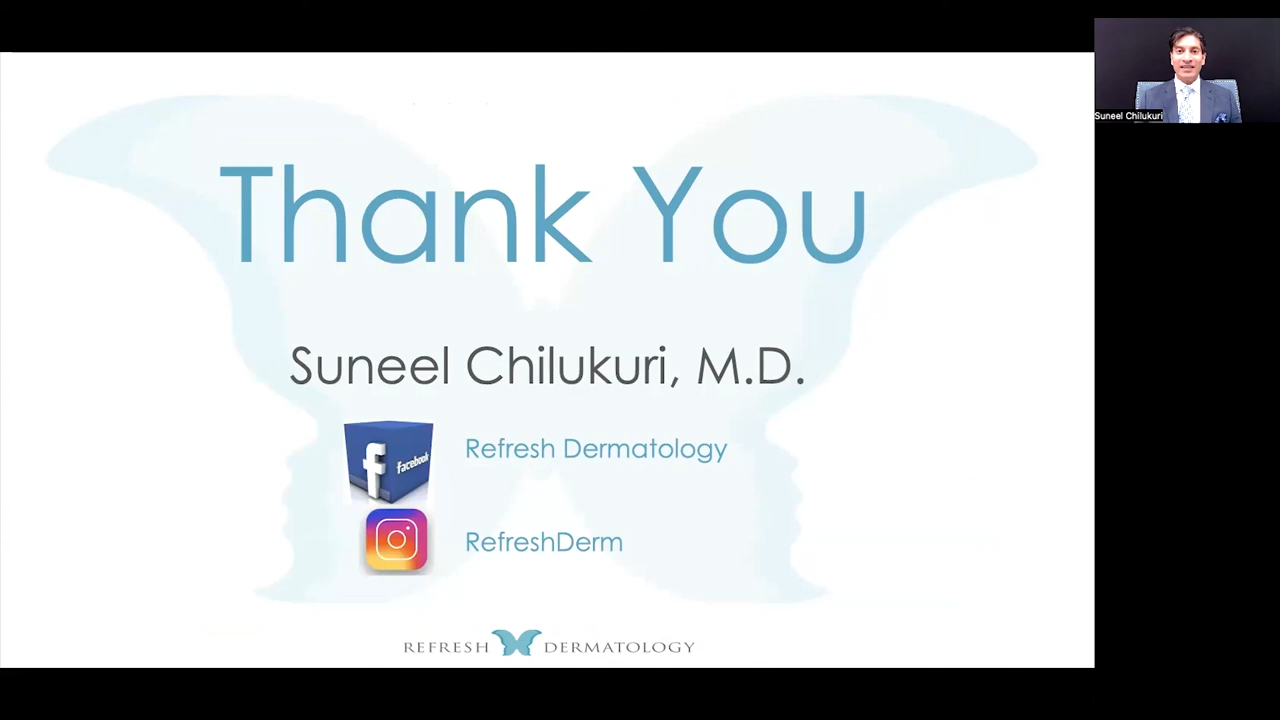 Thank You
Suneel Chilukuri, M.D.
facebook
Refresh Dermatology
RefreshDerm
REFRESH DERMATOLOGY
Suneel Chilukuri